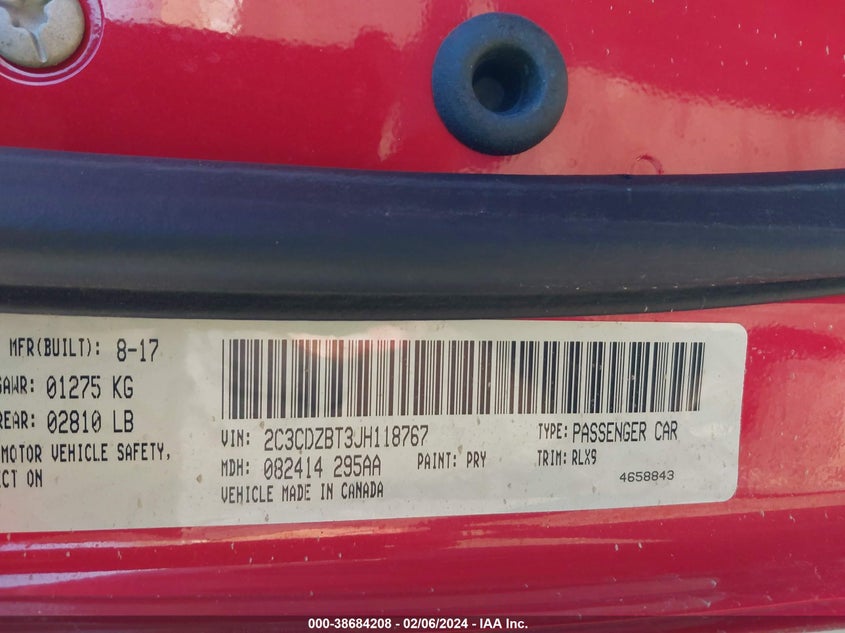 MFR(BUILT): 8-17
GAWR: 01275 KG
REAR: 02810 LB
MOTOR VEHICLE SAFETY,
ECT ON
VIN: 2C3CDZBT3JH118767
TYPE: PASSENGER CAR
MDH: 082414 295AA
PAINT: PRY
TRIM: RLX9
VEHICLE MADE IN CANADA
4658843
000-38684208 - 02/06/2024 - IAA Inc.